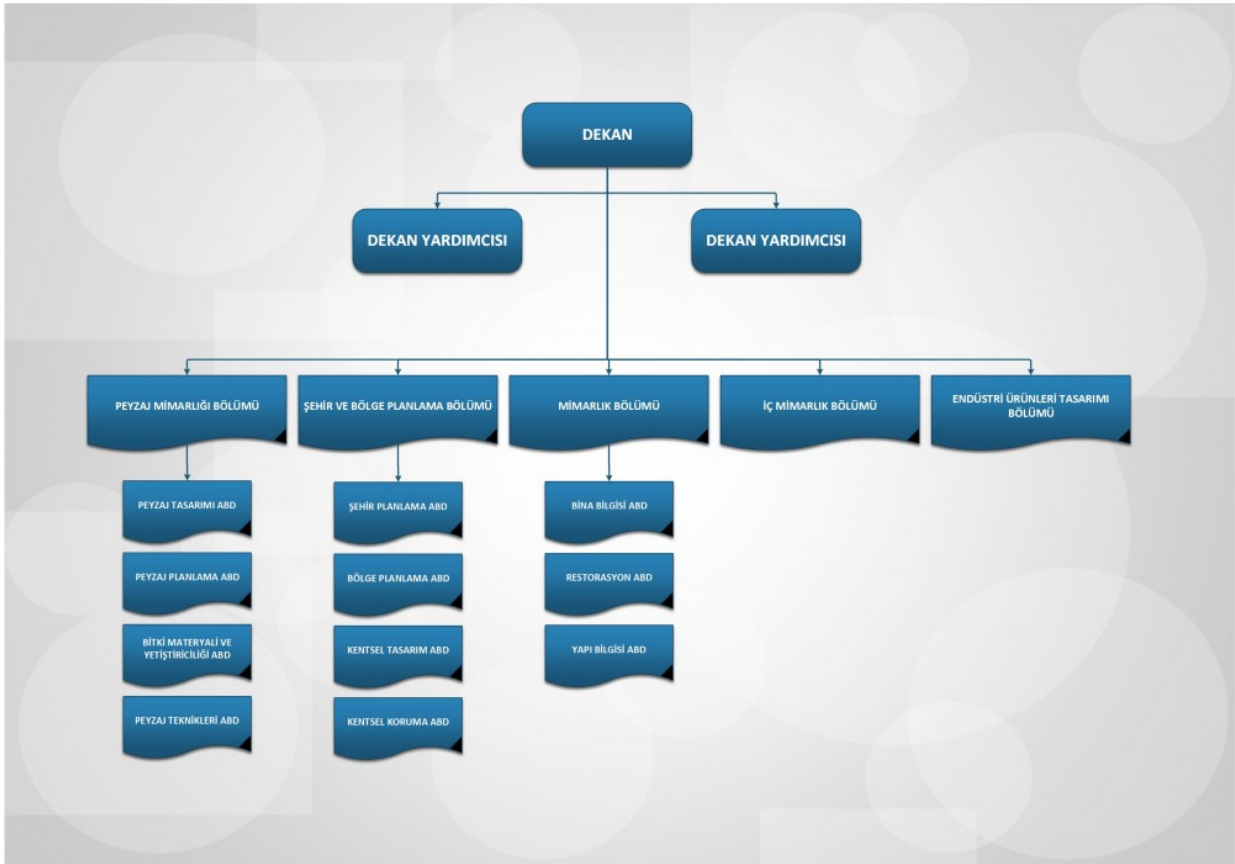 DEKAN
DEKAN YARDIMCISI
DEKAN YARDIMCISI
PEYZAJ MİMARLIĞI BÖLÜMÜ
ŞEHİR VE BÖLGE PLANLAMA BÖLÜMÜ
MİMARLIK BÖLÜMÜ
İÇ MİMARLIK BÖLÜMÜ
ENDÜSTRİ ÜRÜNLERİ TASARIMI
BÖLÜMÜ
PEYZAJ TASARIMI ABD
PEYZAJ PLANLAMA ABD
BİTKİ MATERYALİ VE
YETİŞTİRİCİLİĞİ ABD
PEYZAJ TEKNİKLERİ ABD
ŞEHİR PLANLAMA ABD
BÖLGE PLANLAMA ABD
KENTSEL TASARIM ABD
KENTSEL KORUMA ABD
BİNA BİLGİSİ ABD
RESTORASYON ABD
YAPI BİLGİSİ ABD